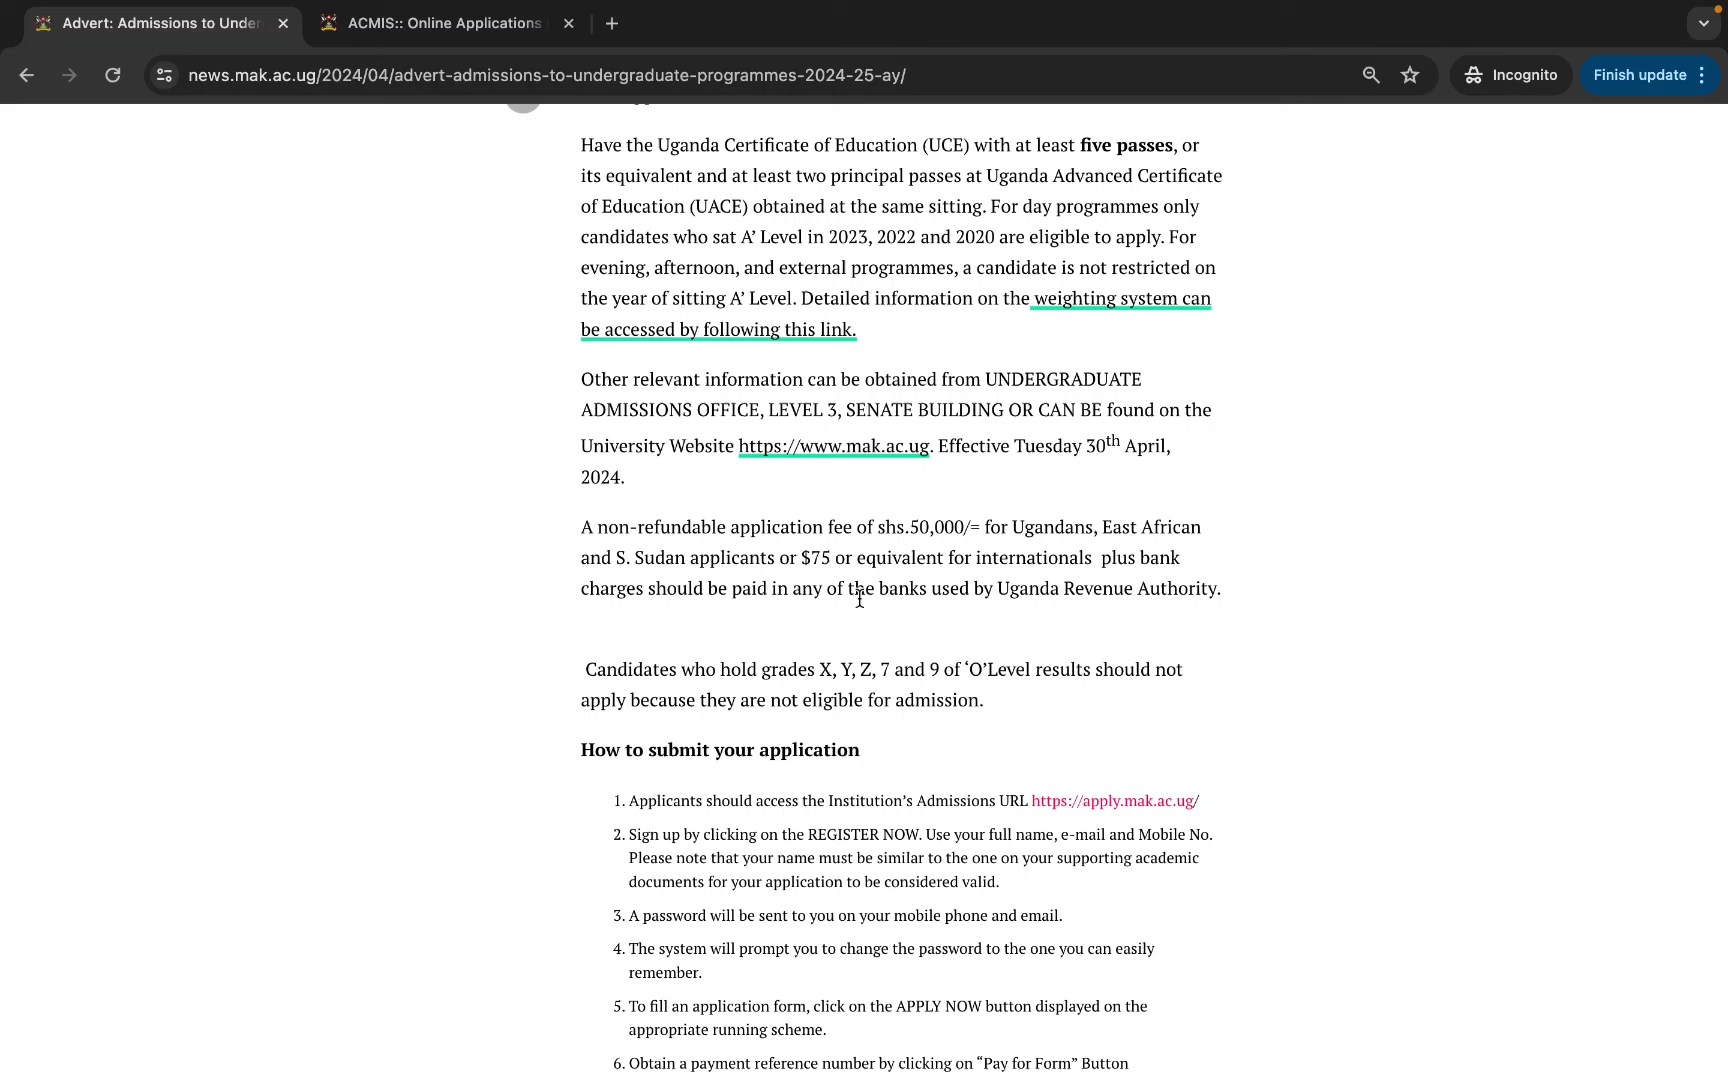 Advert: Admissions to Under
ACMIS:: Online Applications
news.mak.ac.ug/2024/04/advert-admissions-to-undergraduate-programmes-2024-25-ay/
Incognito
Finish update
Have the Uganda Certificate of Education (UCE) with at least five passes, or
its equivalent and at least two principal passes at Uganda Advanced Certificate
of Education (UACE) obtained at the same sitting. For day programmes only
candidates who sat A’ Level in 2023, 2022 and 2020 are eligible to apply. For
evening, afternoon, and external programmes, a candidate is not restricted on
the year of sitting A’ Level. Detailed information on the weighting system can
be accessed by following this link.
Other relevant information can be obtained from UNDERGRADUATE
ADMISSIONS OFFICE, LEVEL 3, SENATE BUILDING OR CAN BE found on the
University Website https://www.mak.ac.ug. Effective Tuesday 30th April,
2024.
A non-refundable application fee of shs.50,000/= for Ugandans, East African
and S. Sudan applicants or $75 or equivalent for internationals  plus bank
charges should be paid in any of the banks used by Uganda Revenue Authority.
Candidates who hold grades X, Y, Z, 7 and 9 of ‘O’Level results should not
apply because they are not eligible for admission.
How to submit your application
1. Applicants should access the Institution’s Admissions URL https://apply.mak.ac.ug/
2. Sign up by clicking on the REGISTER NOW. Use your full name, e-mail and Mobile No.
Please note that your name must be similar to the one on your supporting academic
documents for your application to be considered valid.
3. A password will be sent to you on your mobile phone and email.
4. The system will prompt you to change the password to the one you can easily
remember.
5. To fill an application form, click on the APPLY NOW button displayed on the
appropriate running scheme.
6. Obtain a payment reference number by clicking on “Pay for Form” Button